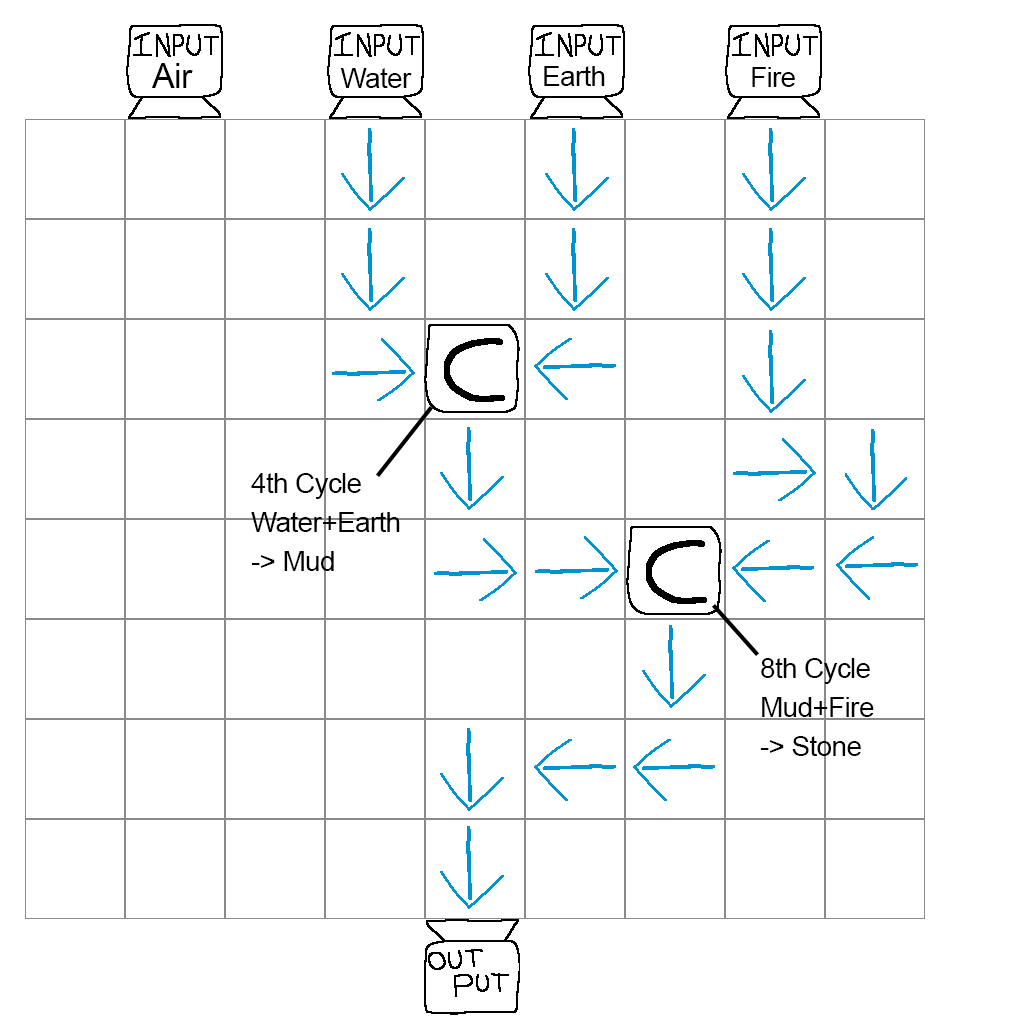 INPUT
Air
INPUT
Water
INPUT
Earth
INPUT
Fire
C
4th Cycle
Water+Earth
-> Mud
C
8th Cycle
Mud+Fire
-> Stone
OUT
PUT